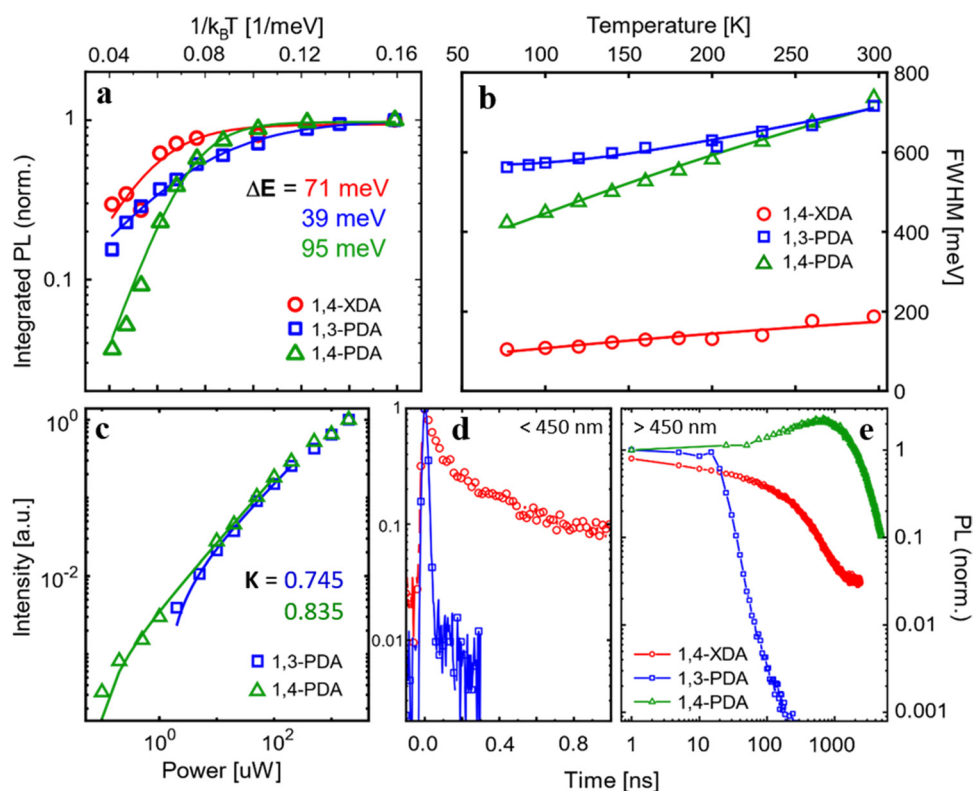 1/kBT [1/meV]
0.04 0.08 0.12 0.16
a
Integrated PL (norm.)
1
0.1
ΔE = 71 meV
39 meV
95 meV
1,4-XDA
1,3-PDA
1,4-PDA
Temperature [K]
50 100 150 200 250 300
b
800
600
400
200
0
FWHM [meV]
1,4-XDA
1,3-PDA
1,4-PDA
c
Intensity [a.u.]
10^0
10^-2
K = 0.745
0.835
1,3-PDA
1,4-PDA
10^0 10^2
Power [uW]
d
< 450 nm
1
0.1
0.01
0.0 0.4 0.8
> 450 nm
e
1
0.1
0.01
0.001
PL (norm.)
1,4-XDA
1,3-PDA
1,4-PDA
1 10 100 1000
Time [ns]